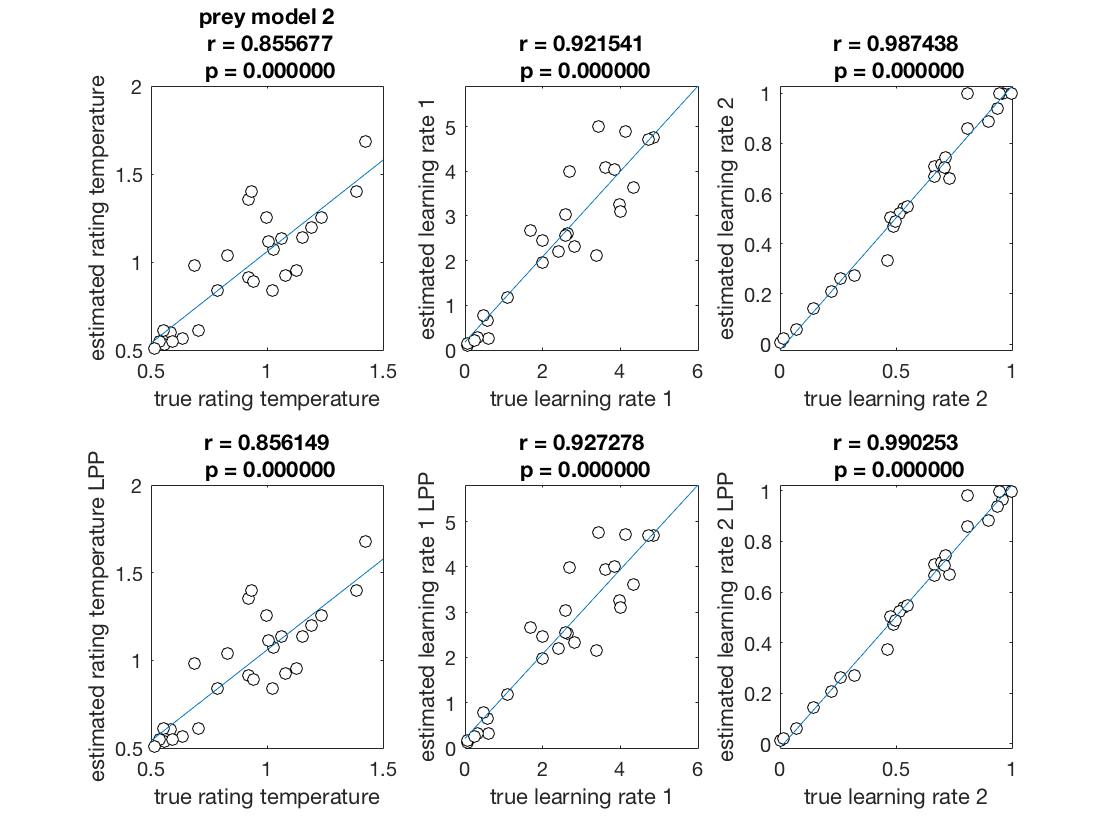 prey model 2
r = 0.855677
p = 0.000000
estimated rating temperature
2
1.5
1
0.5
0.5
1
1.5
true rating temperature
r = 0.921541
p = 0.000000
estimated learning rate 1
5
4
3
2
1
0
0
2
4
6
true learning rate 1
r = 0.987438
p = 0.000000
estimated learning rate 2
1
0.8
0.6
0.4
0.2
0
0
0.5
1
true learning rate 2
r = 0.856149
p = 0.000000
estimated rating temperature LPP
2
1.5
1
0.5
0.5
1
1.5
true rating temperature
r = 0.927278
p = 0.000000
estimated learning rate 1 LPP
5
4
3
2
1
0
0
2
4
6
true learning rate 1
r = 0.990253
p = 0.000000
estimated learning rate 2 LPP
1
0.8
0.6
0.4
0.2
0
0
0.5
1
true learning rate 2